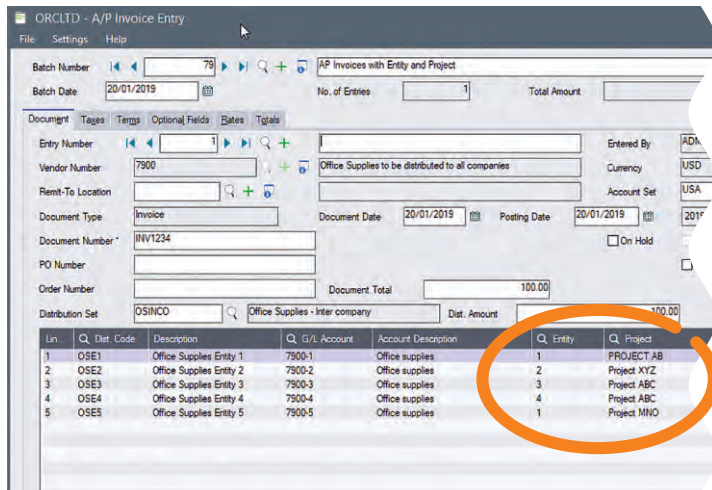 ORCLTD - A/P Invoice Entry
File Settings Help
Batch Number 79 AP Invoices with Entity and Project
Batch Date 20/01/2019 No. of Entries 1 Total Amount
Document Taxes Terms Optional Fields Rates Totals
Entry Number 1 Entered By ADM
Vendor Number 7900 Office Supplies to be distributed to all companies Currency USD
Remit-To Location Account Set USA
Document Type Invoice Document Date 20/01/2019 Posting Date 20/01/2019 2019
Document Number * INV1234 On Hold
PO Number
Order Number Document Total 100.00
Distribution Set OSINCO Office Supplies - Inter company Dist. Amount 100.00
Lin... Dist. Code Description G/L Account Account Description Entity Project
1 OSE1 Office Supplies Entity 1 7900-1 Office supplies 1 PROJECT AB
2 OSE2 Office Supplies Entity 2 7900-2 Office supplies 2 Project XYZ
3 OSE3 Office Supplies Entity 3 7900-3 Office supplies 3 Project ABC
4 OSE4 Office Supplies Entity 4 7900-4 Office supplies 4 Project ABC
5 OSE5 Office Supplies Entity 5 7900-5 Office supplies 1 Project MNO